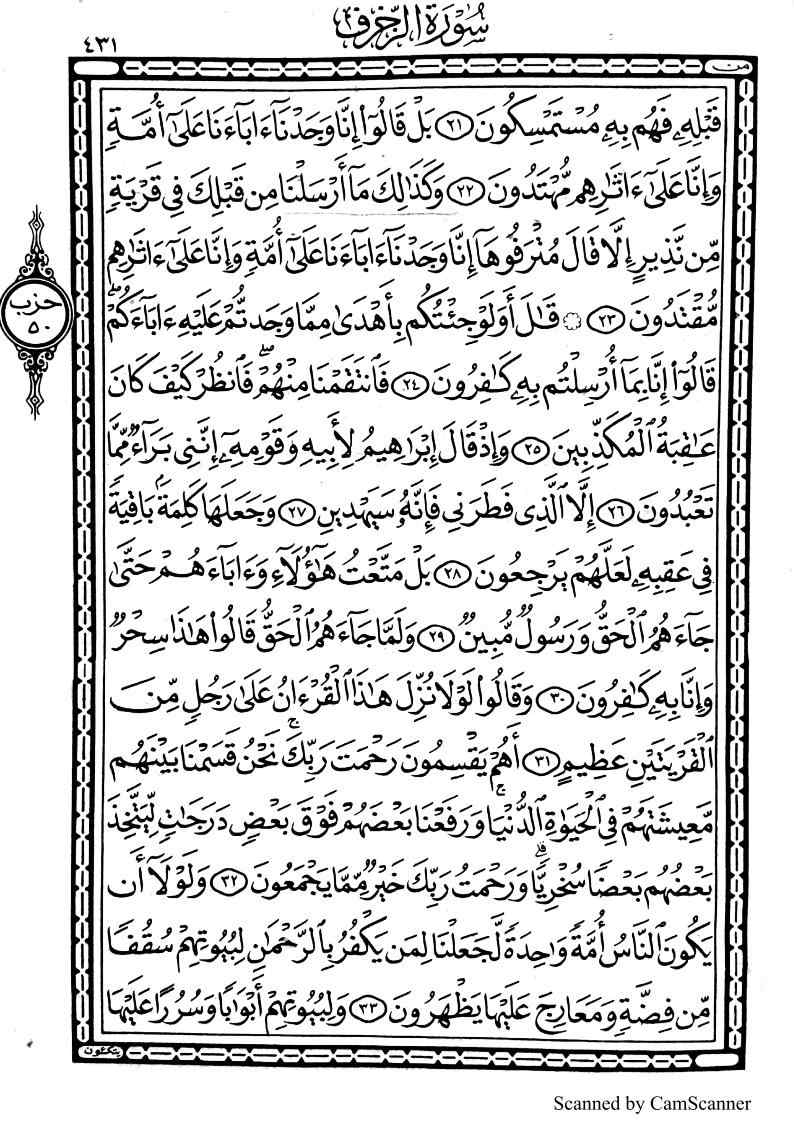 سُورَةُ الزُّخْرُفِ
٤٣١
من
قَبْلِهِۦ فَهُم بِهِۦ مُسْتَمْسِكُونَ ٢١ بَلْ قَالُوٓا۟ إِنَّا وَجَدْنَآ ءَابَآءَنَا عَلَىٰٓ أُمَّةٍ
وَإِنَّا عَلَىٰٓ ءَاثَٰرِهِم مُّهْتَدُونَ ٢٢ وَكَذَٰلِكَ مَآ أَرْسَلْنَا مِن قَبْلِكَ فِى قَرْيَةٍ
مِّن نَّذِيرٍ إِلَّا قَالَ مُتْرَفُوهَآ إِنَّا وَجَدْنَآ ءَابَآءَنَا عَلَىٰٓ أُمَّةٍ وَإِنَّا عَلَىٰٓ ءَاثَٰرِهِم
مُّقْتَدُونَ ٢٣ ۞ قَٰلَ أَوَلَوْ جِئْتُكُم بِأَهْدَىٰ مِمَّا وَجَدتُّمْ عَلَيْهِ ءَابَآءَكُمْ ۖ
حزب
٥٠
قَالُوٓا۟ إِنَّا بِمَآ أُرْسِلْتُم بِهِۦ كَٰفِرُونَ ٢٤ فَٱنتَقَمْنَا مِنْهُمْ ۖ فَٱنظُرْ كَيْفَ كَانَ
عَٰقِبَةُ ٱلْمُكَذِّبِينَ ٢٥ وَإِذْ قَالَ إِبْرَٰهِيمُ لِأَبِيهِ وَقَوْمِهِۦٓ إِنَّنِى بَرَآءٌ مِّمَّا
تَعْبُدُونَ ٢٦ إِلَّا ٱلَّذِى فَطَرَنِى فَإِنَّهُۥ سَيَهْدِينِ ٢٧ وَجَعَلَهَا كَلِمَةًۢ بَاقِيَةً
فِى عَقِبِهِۦ لَعَلَّهُمْ يَرْجِعُونَ ٢٨ بَلْ مَتَّعْتُ هَٰٓؤُلَآءِ وَءَابَآءَهُمْ حَتَّىٰ
جَآءَهُمُ ٱلْحَقُّ وَرَسُولٌ مُّبِينٌ ٢٩ وَلَمَّا جَآءَهُمُ ٱلْحَقُّ قَالُوا۟ هَٰذَا سِحْرٌ
وَإِنَّا بِهِۦ كَٰفِرُونَ ٣٠ وَقَالُوا۟ لَوْلَا نُزِّلَ هَٰذَا ٱلْقُرْءَانُ عَلَىٰ رَجُلٍ مِّنَ
ٱلْقَرْيَتَيْنِ عَظِيمٍ ٣١ أَهُمْ يَقْسِمُونَ رَحْمَتَ رَبِّكَ ۚ نَحْنُ قَسَمْنَا بَيْنَهُم
مَّعِيشَتَهُمْ فِى ٱلْحَيَوٰةِ ٱلدُّنْيَا ۚ وَرَفَعْنَا بَعْضَهُمْ فَوْقَ بَعْضٍ دَرَجَٰتٍ لِّيَتَّخِذَ
بَعْضُهُم بَعْضًا سُخْرِيًّا ۗ وَرَحْمَتُ رَبِّكَ خَيْرٌ مِّمَّا يَجْمَعُونَ ٣٢ وَلَوْلَآ أَن
يَكُونَ ٱلنَّاسُ أُمَّةً وَٰحِدَةً لَّجَعَلْنَا لِمَن يَكْفُرُ بِٱلرَّحْمَٰنِ لِبُيُوتِهِمْ سُقُفًا
مِّن فِضَّةٍ وَمَعَارِجَ عَلَيْهَا يَظْهَرُونَ ٣٣ وَلِبُيُوتِهِمْ أَبْوَٰبًا وَسُرُرًا عَلَيْهَا
يتكئون
Scanned by CamScanner